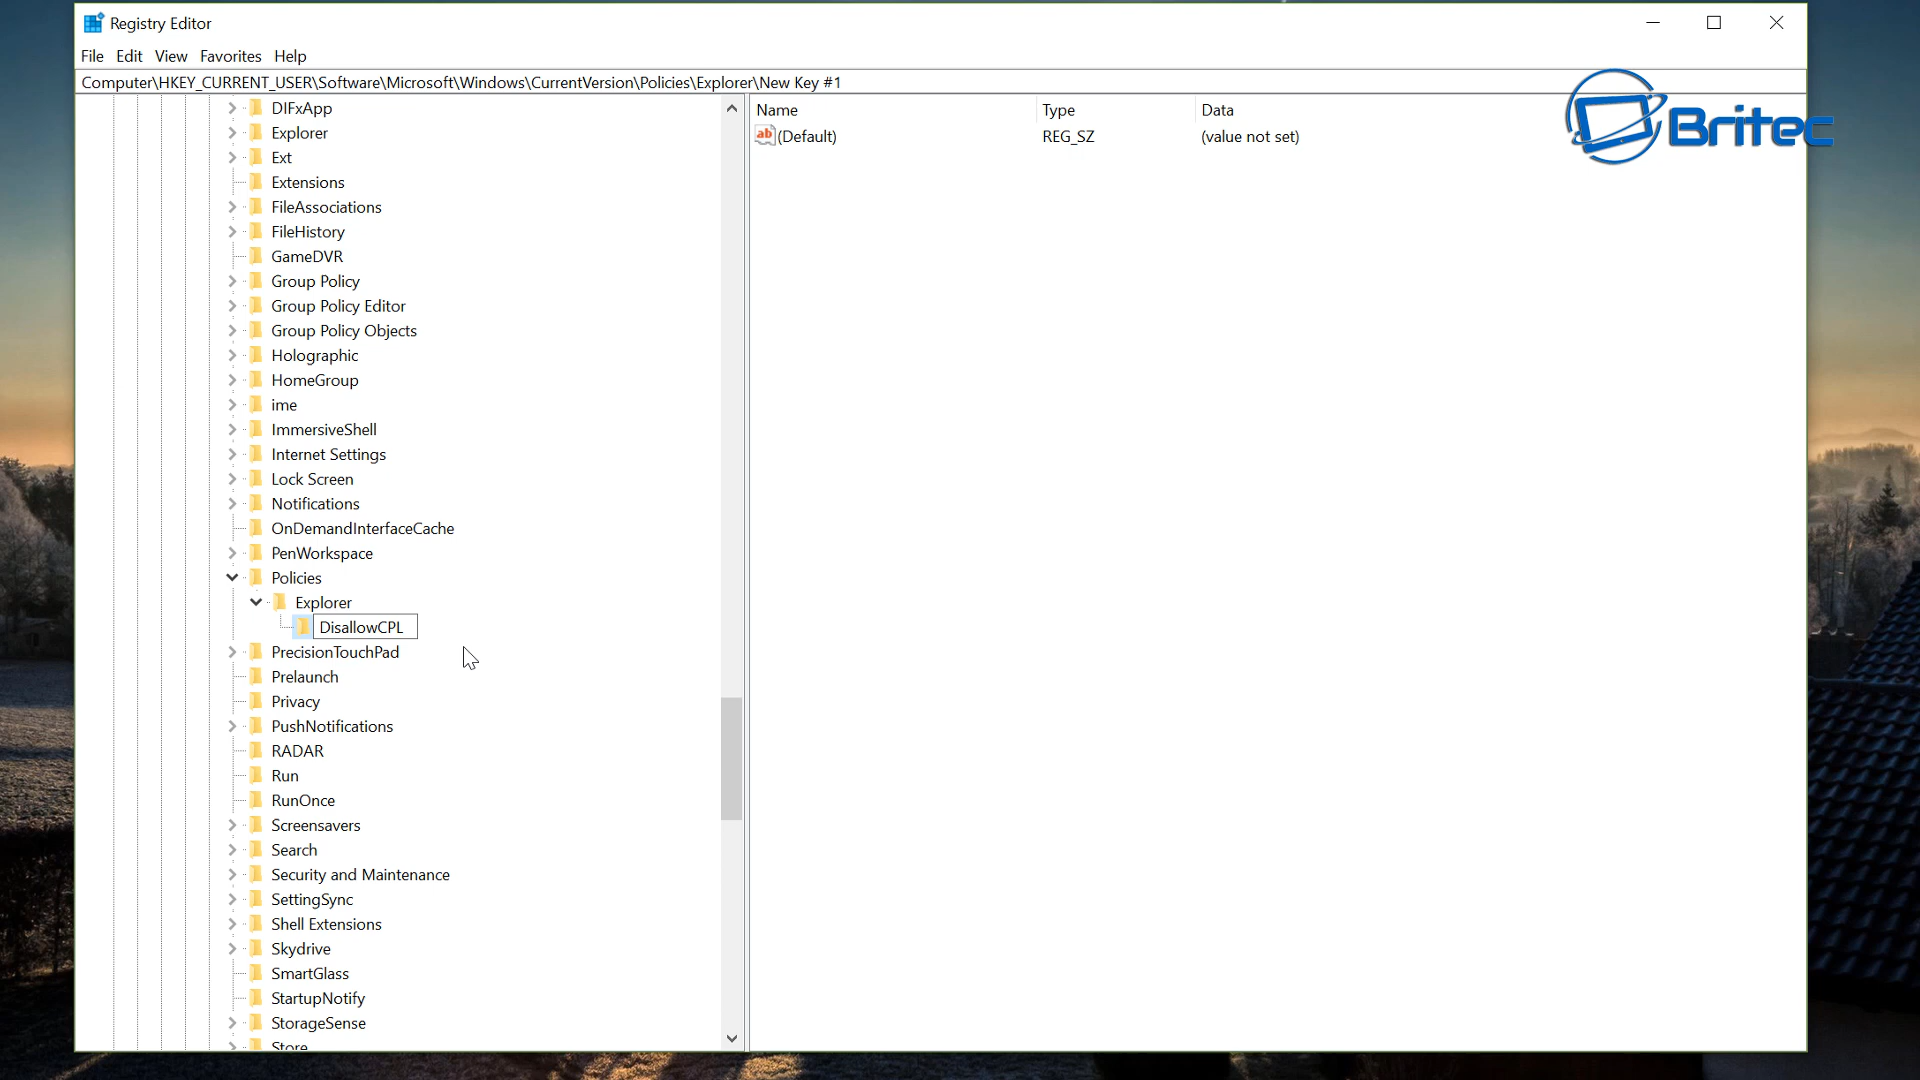 Registry Editor
File Edit View Favorites Help
Computer\HKEY_CURRENT_USER\Software\Microsoft\Windows\CurrentVersion\Policies\Explorer\New Key #1
Britec
DIFxApp
Explorer
Ext
Extensions
FileAssociations
FileHistory
GameDVR
Group Policy
Group Policy Editor
Group Policy Objects
Holographic
HomeGroup
ime
ImmersiveShell
Internet Settings
Lock Screen
Notifications
OnDemandInterfaceCache
PenWorkspace
Policies
Explorer
DisallowCPL
PrecisionTouchPad
Prelaunch
Privacy
PushNotifications
RADAR
Run
RunOnce
Screensavers
Search
Security and Maintenance
SettingSync
Shell Extensions
Skydrive
SmartGlass
StartupNotify
StorageSense
Store
Name Type Data
ab (Default) REG_SZ (value not set)